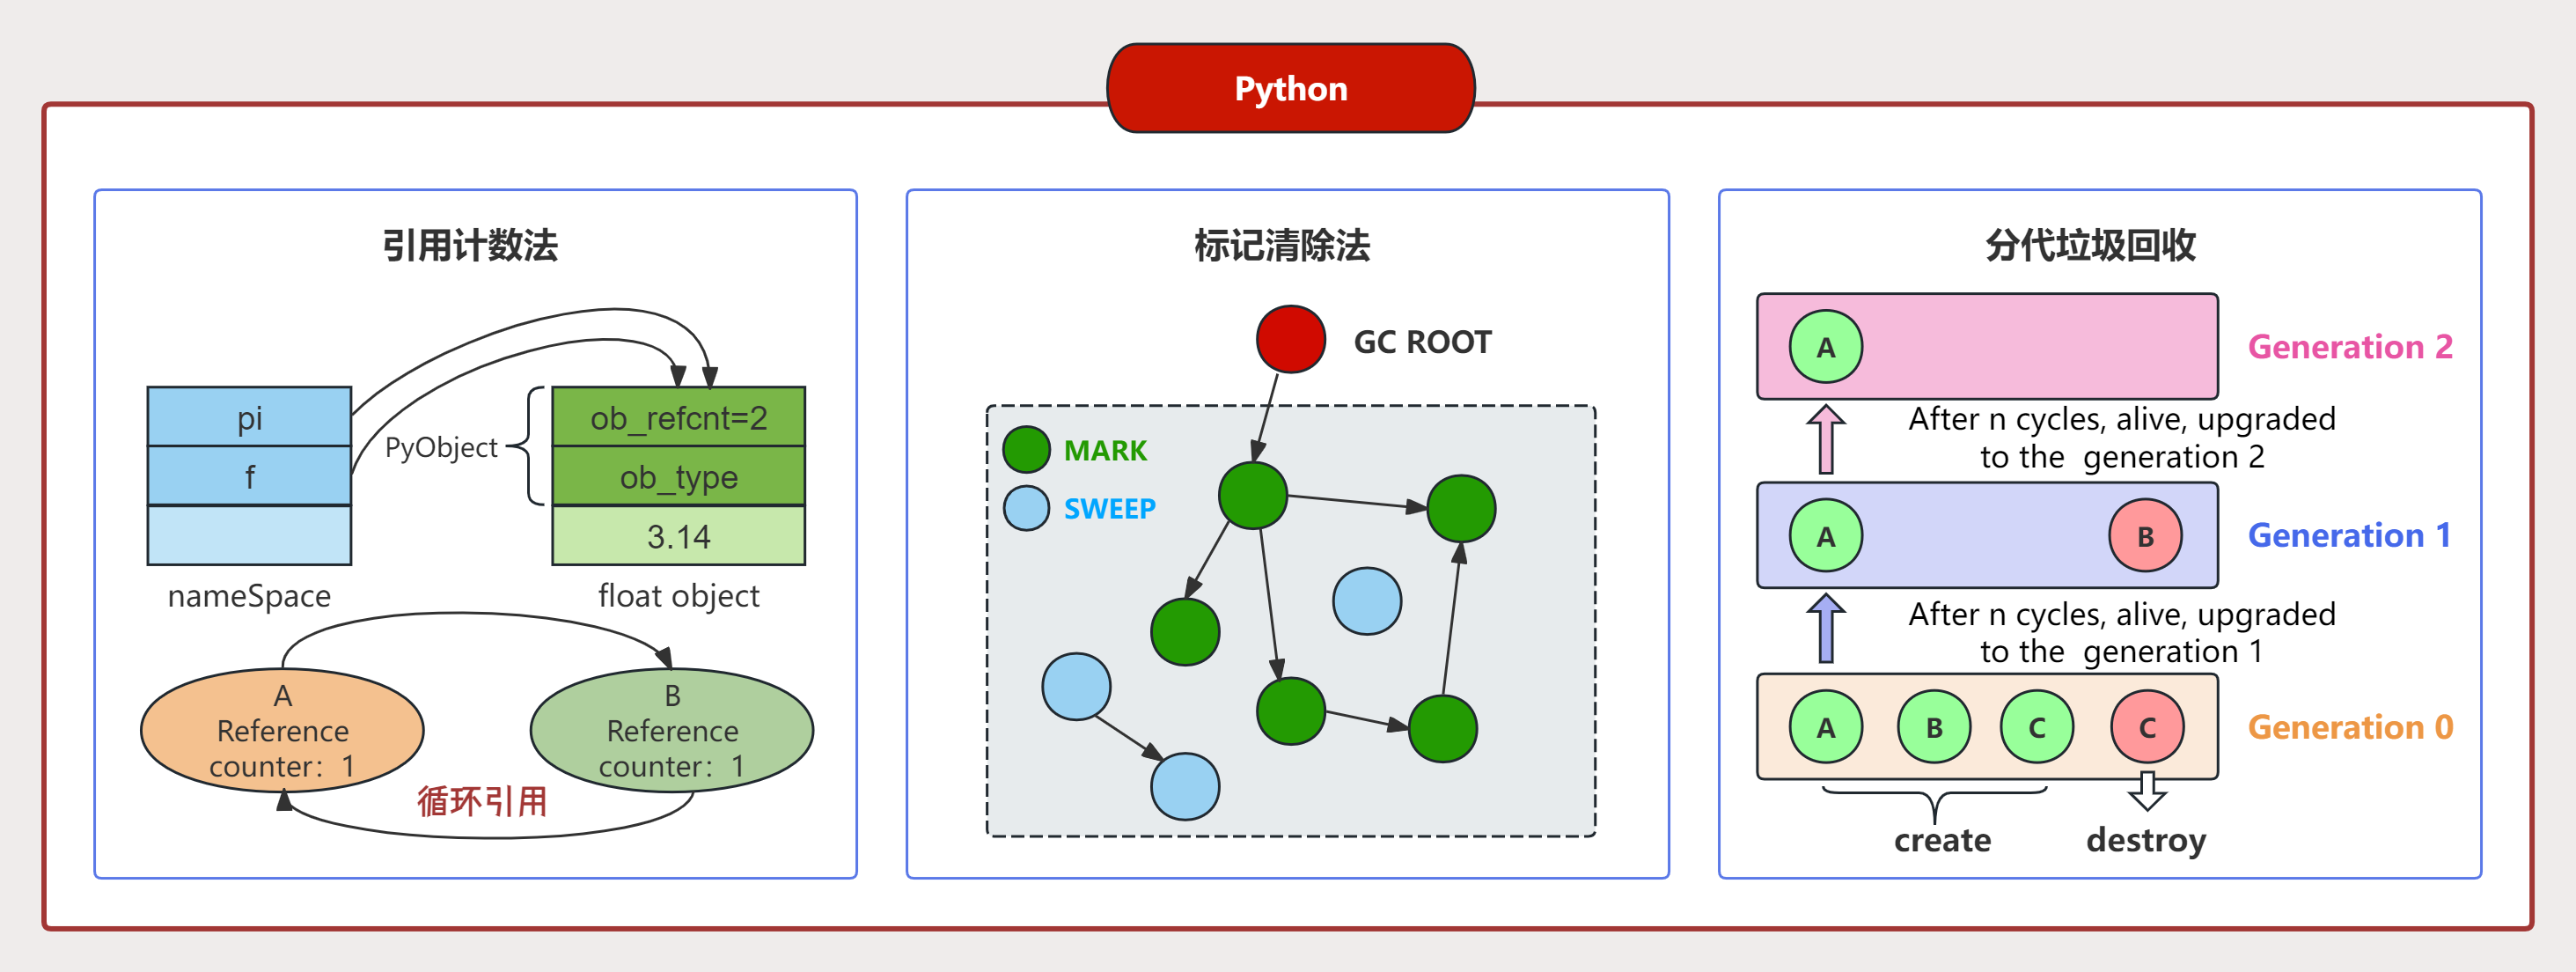 Python
引用计数法
pi
f
nameSpace
PyObject
ob_refcnt=2
ob_type
3.14
float object
A
Reference
counter：1
B
Reference
counter：1
循环引用
标记清除法
GC ROOT
MARK
SWEEP
分代垃圾回收
A
Generation 2
After n cycles, alive, upgraded
to the  generation 2
A
B
Generation 1
After n cycles, alive, upgraded
to the  generation 1
A
B
C
C
Generation 0
create
destroy